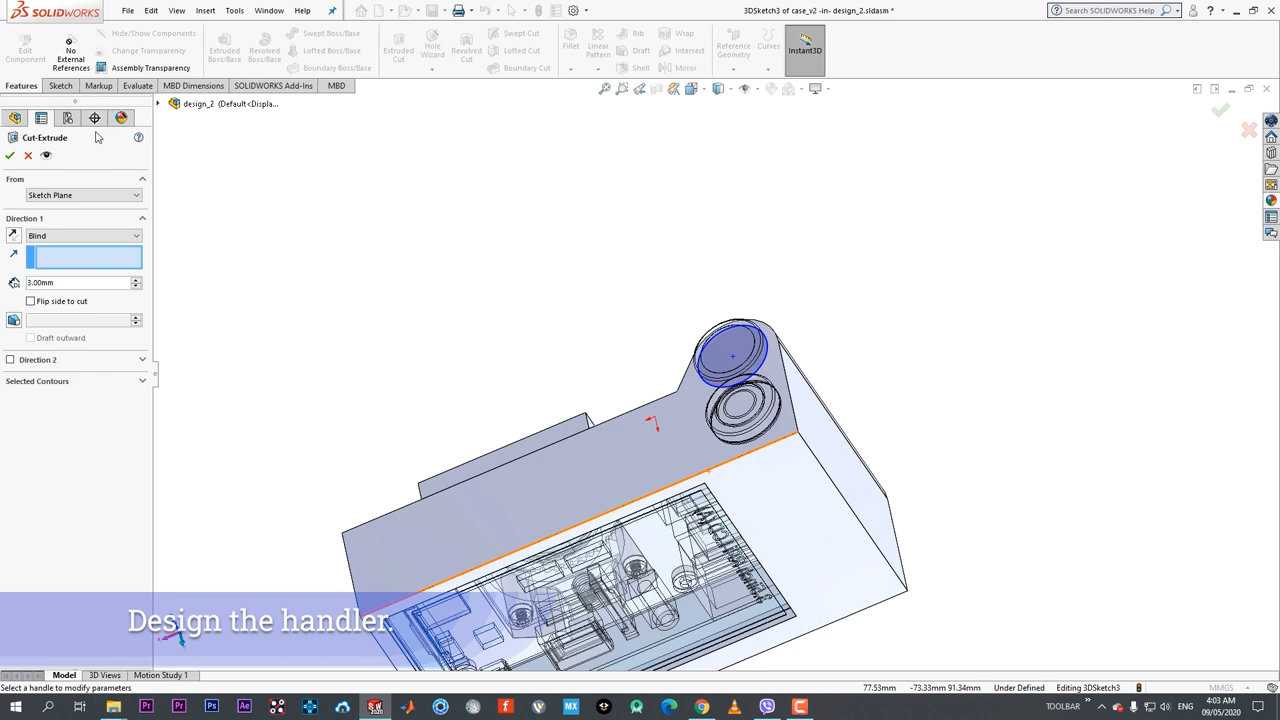 SOLIDWORKS File Edit View Insert Tools Window Help 3DSketch3 of case_v2 -in- design_2.sldasm * Search SOLIDWORKS Help
Edit Component
No External References
Hide/Show Components
Change Transparency
Assembly Transparency
Extruded Boss/Base
Revolved Boss/Base
Swept Boss/Base
Lofted Boss/Base
Boundary Boss/Base
Extruded Cut
Hole Wizard
Revolved Cut
Swept Cut
Lofted Cut
Boundary Cut
Fillet
Linear Pattern
Rib
Draft
Shell
Wrap
Intersect
Mirror
Reference Geometry
Curves
Instant3D
Features Sketch Markup Evaluate MBD Dimensions SOLIDWORKS Add-Ins MBD
design_2 (Default<Displa...
Cut-Extrude
From
Sketch Plane
Direction 1
Blind
3.00mm
Flip side to cut
Draft outward
Direction 2
Selected Contours
Design the handler.
Model 3D Views Motion Study 1
Select a handle to modify parameters 77.53mm -73.33mm 91.34mm Under Defined Editing 3DSketch3 MMGS
TOOLBAR ENG 4:03 AM
09/05/2020